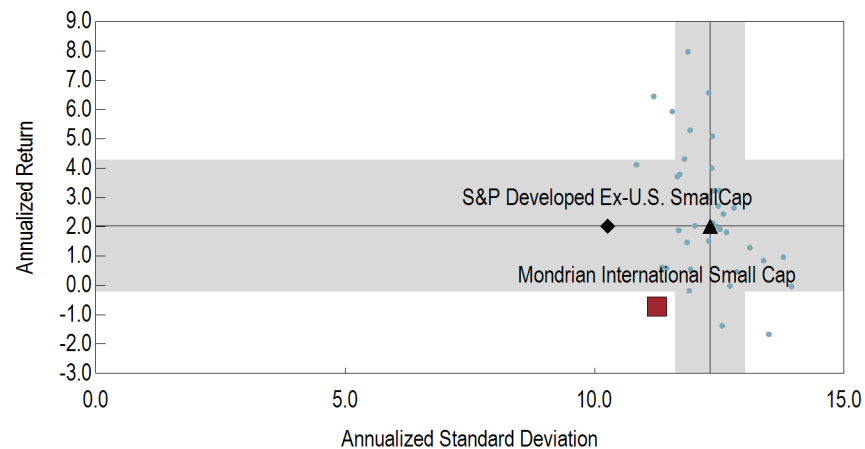 9.0
8.0
7.0
6.0
5.0
4.0
3.0
2.0
1.0
0.0
-1.0
-2.0
-3.0
Annualized Return
S&P Developed Ex-U.S. SmallCap
Mondrian International Small Cap
0.0 5.0 10.0 15.0
Annualized Standard Deviation